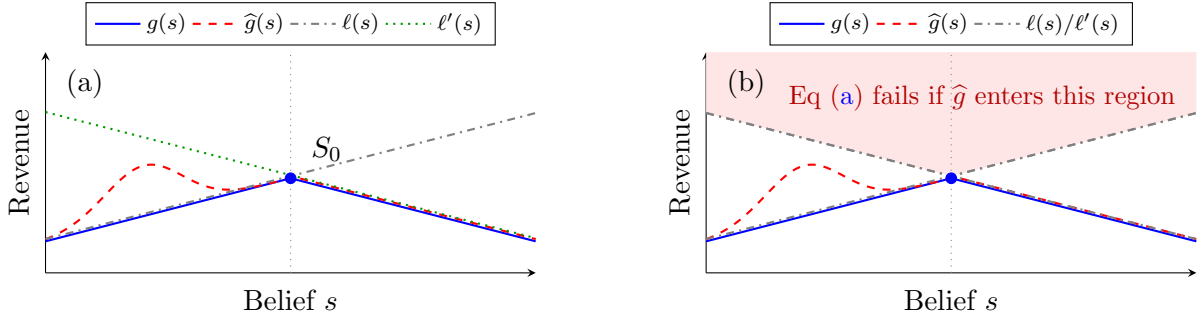 g(s) ĝ(s) ℓ(s) ℓ′(s)
(a)
S₀
Revenue
Belief s
g(s) ĝ(s) ℓ(s)/ℓ′(s)
(b)
Eq (a) fails if ĝ enters this region
Revenue
Belief s